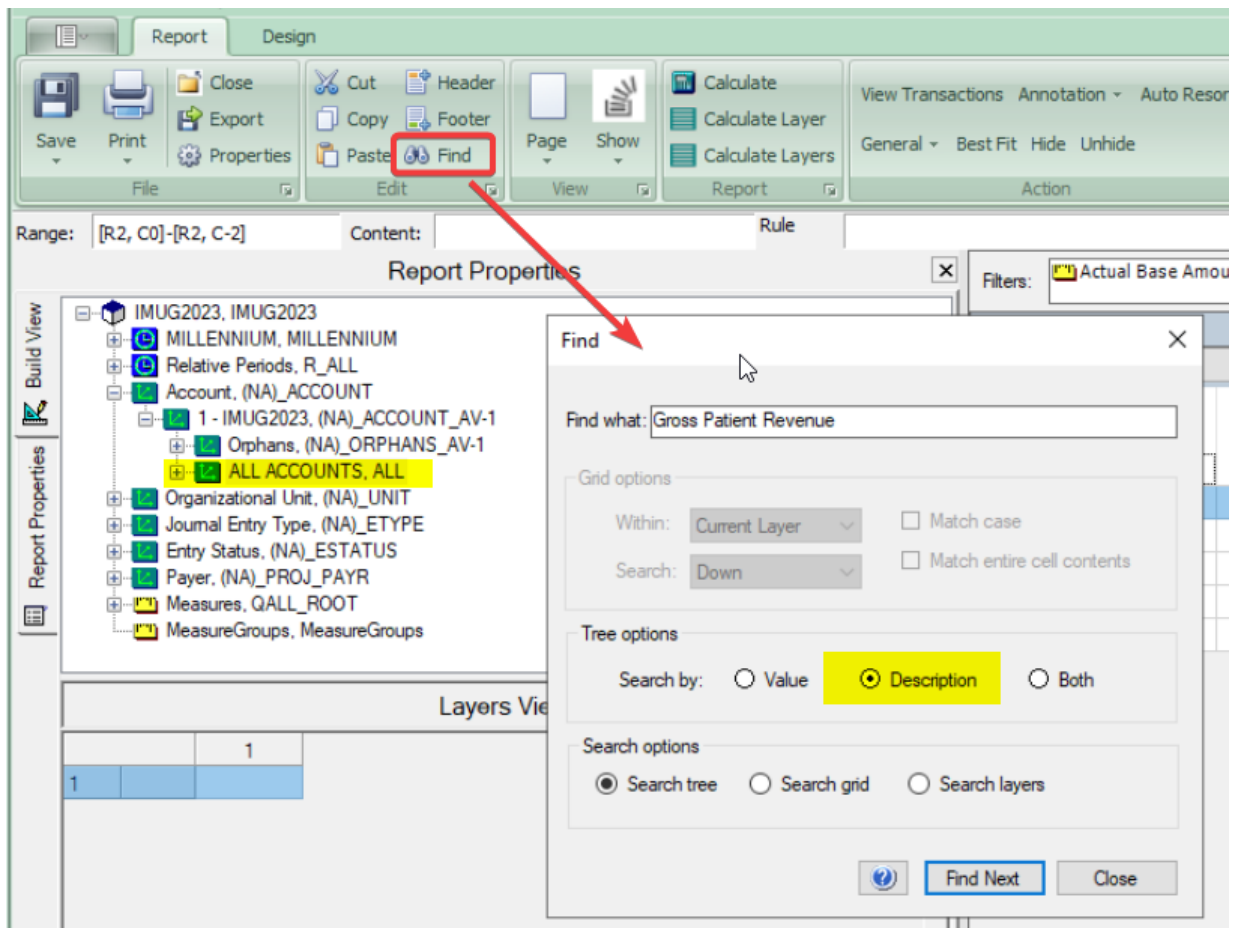 Report Design
Close Cut Header Calculate
Export Copy Footer Calculate Layer
Save Print Properties Paste Find Page Show Calculate Layers
View Transactions Annotation Auto Resor
General Best Fit Hide Unhide
File Edit View Report Action
Range: [R2, C0]-[R2, C-2] Content: Rule
Report Properties
Filters: Actual Base Amou
Build View
Report Properties
IMUG2023, IMUG2023
MILLENNIUM, MILLENNIUM
Relative Periods, R_ALL
Account, (NA)_ACCOUNT
1 - IMUG2023, (NA)_ACCOUNT_AV-1
Orphans, (NA)_ORPHANS_AV-1
ALL ACCOUNTS, ALL
Organizational Unit, (NA)_UNIT
Journal Entry Type, (NA)_ETYPE
Entry Status, (NA)_ESTATUS
Payer, (NA)_PROJ_PAYR
Measures, QALL_ROOT
MeasureGroups, MeasureGroups
Layers Vie
1
1
Find
Find what: Gross Patient Revenue
Grid options
Within: Current Layer Match case
Search: Down Match entire cell contents
Tree options
Search by: Value Description Both
Search options
Search tree Search grid Search layers
Find Next Close